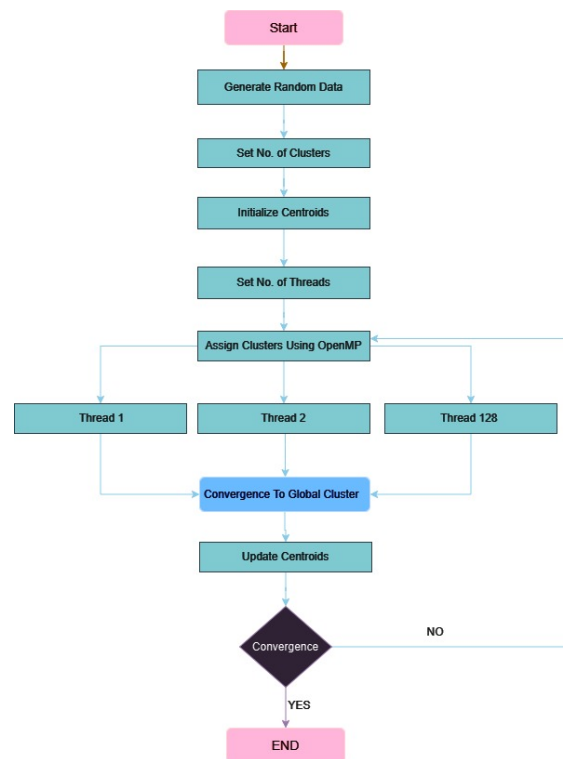 Start
Generate Random Data
Set No. of Clusters
Initialize Centroids
Set No. of Threads
Assign Clusters Using OpenMP
Thread 1
Thread 2
Thread 128
Convergence To Global Cluster
Update Centroids
Convergence
NO
YES
END